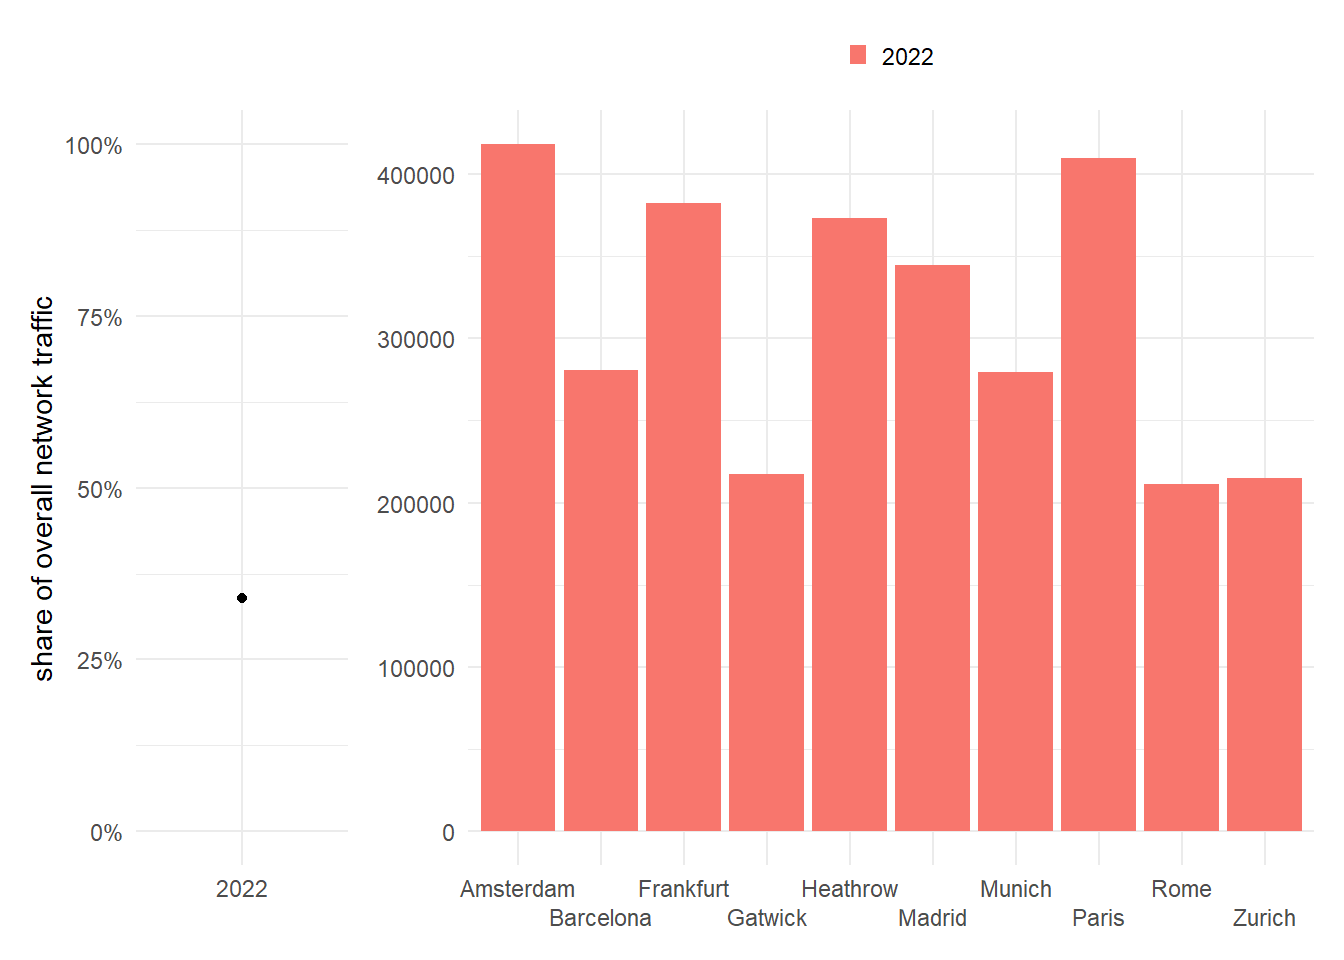 2022
share of overall network traffic
100%
75%
50%
25%
0%
2022
400000
300000
200000
100000
0
Amsterdam
Barcelona
Frankfurt
Gatwick
Heathrow
Madrid
Munich
Paris
Rome
Zurich